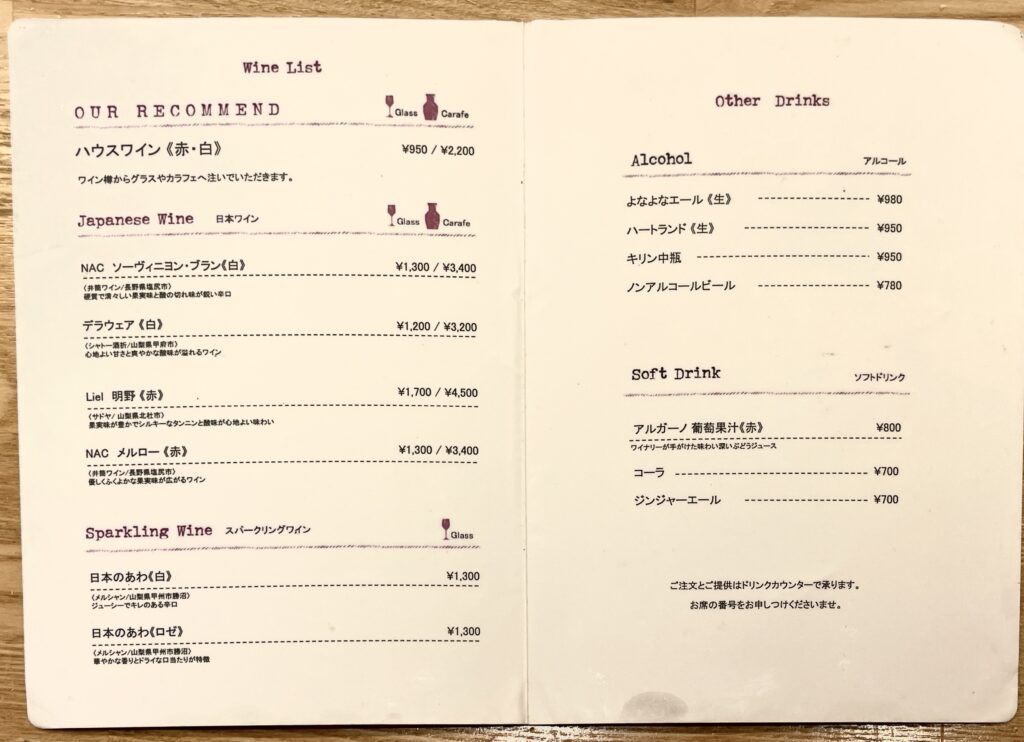 Wine List
OUR RECOMMEND Glass Carafe
ハウスワイン《赤・白》 ¥950 / ¥2,200
ワイン樽からグラスやカラフェへ注いでいただきます。
Japanese Wine 日本ワイン Glass Carafe
NAC ソーヴィニヨン・ブラン《白》 ¥1,300 / ¥3,400
〈井筒ワイン/長野県塩尻市〉
硬質で清々しい果実味と酸の切れ味が鋭い辛口
デラウェア《白》 ¥1,200 / ¥3,200
〈シャトー酒折/山梨県甲府市〉
心地よい甘さと爽やかな酸味が溢れるワイン
Liel 明野《赤》 ¥1,700 / ¥4,500
〈サドヤ/ 山梨県北杜市〉
果実味が豊かでシルキーなタンニンと酸味が心地よい味わい
NAC メルロー《赤》 ¥1,300 / ¥3,400
〈井筒ワイン/長野県塩尻市〉
優しくふくよかな果実味が広がるワイン
Sparkling Wine スパークリングワイン Glass
日本のあわ《白》 ¥1,300
〈メルシャン/山梨県甲州市勝沼〉
ジューシーでキレのある辛口
日本のあわ《ロゼ》 ¥1,300
〈メルシャン/山梨県甲州市勝沼〉
華やかな香りとドライな口当たりが特徴
Other Drinks
Alcohol アルコール
よなよなエール《生》 ¥980
ハートランド《生》 ¥950
キリン中瓶 ¥950
ノンアルコールビール ¥780
Soft Drink ソフトドリンク
アルガーノ 葡萄果汁《赤》 ¥800
ワイナリーが手がけた味わい深いぶどうジュース
コーラ ¥700
ジンジャーエール ¥700
ご注文とご提供はドリンクカウンターで承ります。
お席の番号をお申しつけくださいませ。